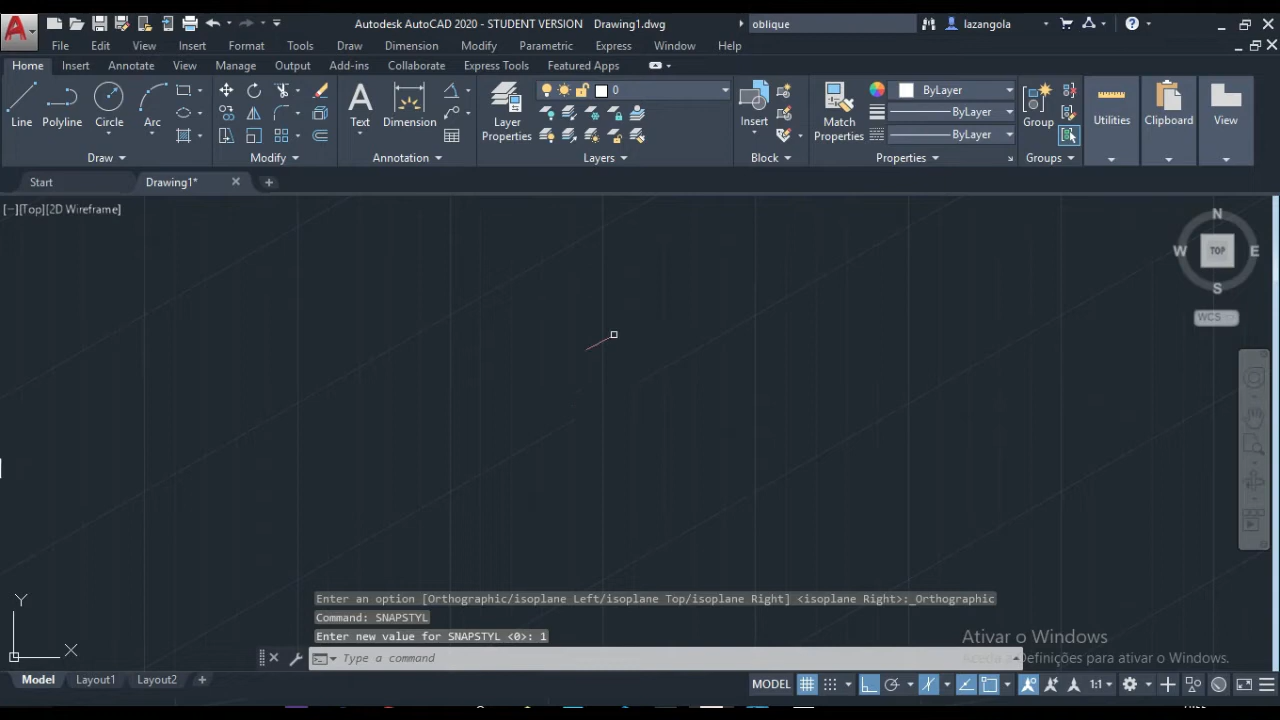 Autodesk AutoCAD 2020 - STUDENT VERSION Drawing1.dwg oblique lazangola
File Edit View Insert Format Tools Draw Dimension Modify Parametric Express Window Help
Home Insert Annotate View Manage Output Add-ins Collaborate Express Tools Featured Apps
0 ByLayer
ByLayer
Line Polyline Circle Arc Text Dimension Layer Properties Insert Match Properties ByLayer Group Utilities Clipboard View
Draw Modify Annotation Layers Block Properties Groups
Start Drawing1*
[−][Top][2D Wireframe]
N
W TOP E
S
WCS
Enter an option [Orthographic/isoplane Left/isoplane Top/isoplane Right] <isoplane Right>:_Orthographic
Command: SNAPSTYL
Enter new value for SNAPSTYL <0>: 1
Type a command
Ativar o Windows
Aceda a Definições para ativar o Windows.
Y
X
Model Layout1 Layout2 + MODEL 1:1